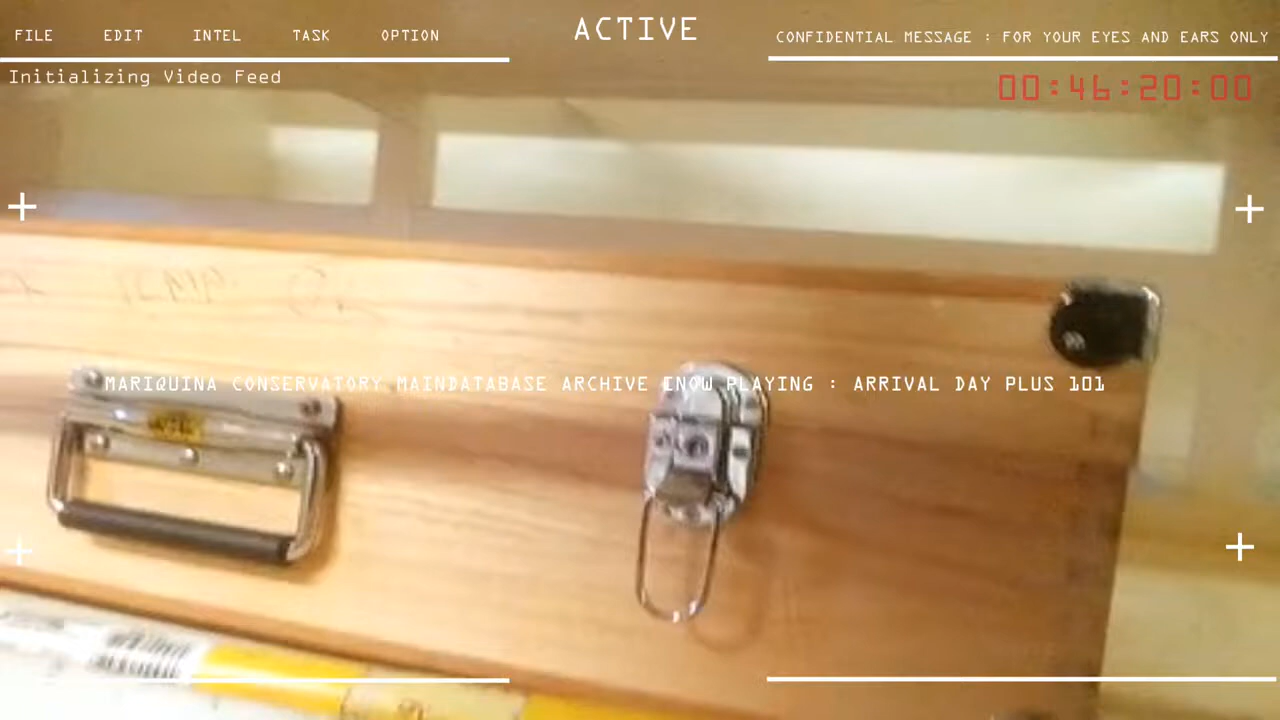 FILE EDIT INTEL TASK OPTION
ACTIVE
CONFIDENTIAL MESSAGE : FOR YOUR EYES AND EARS ONLY
Initializing Video Feed
00:46:20:00
MARIQUINA CONSERVATORY MAINDATABASE ARCHIVE ENOW PLAYING : ARRIVAL DAY PLUS 101